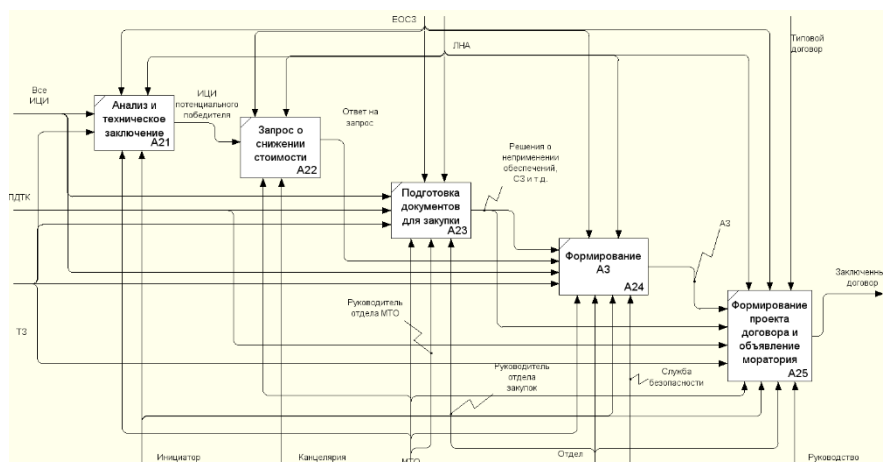 ЕОСЗ
ЛНА
Типовой
договор
Все
ИЦИ
Анализ и
техническое
заключение
А21
ИЦИ
потенциального
победителя
Запрос о
снижении
стоимости
А22
Ответ на
запрос
ПДТК
Подготовка
документов
для закупки
А23
Решения о
неприменении
обеспечений,
СЗ и т.д.
Формирование
АЗ
А24
АЗ
Заключенн
договор
Формирование
проекта
договора и
объявление
моратория
А25
ТЗ
Руководитель
отдела МТО
Руководитель
отдела
закупок
Служба
безопасности
Инициатор
Канцелярия
МТО
Отдел
Руководство